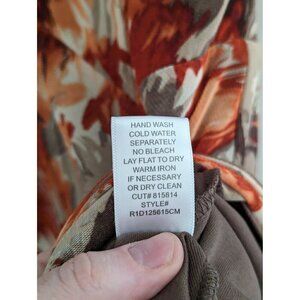 HAND WASH
COLD WATER
SEPARATELY
NO BLEACH
LAY FLAT TO DRY
WARM IRON
IF NECESSARY
OR DRY CLEAN
CUT# 815614
STYLE#
R1D125615CM